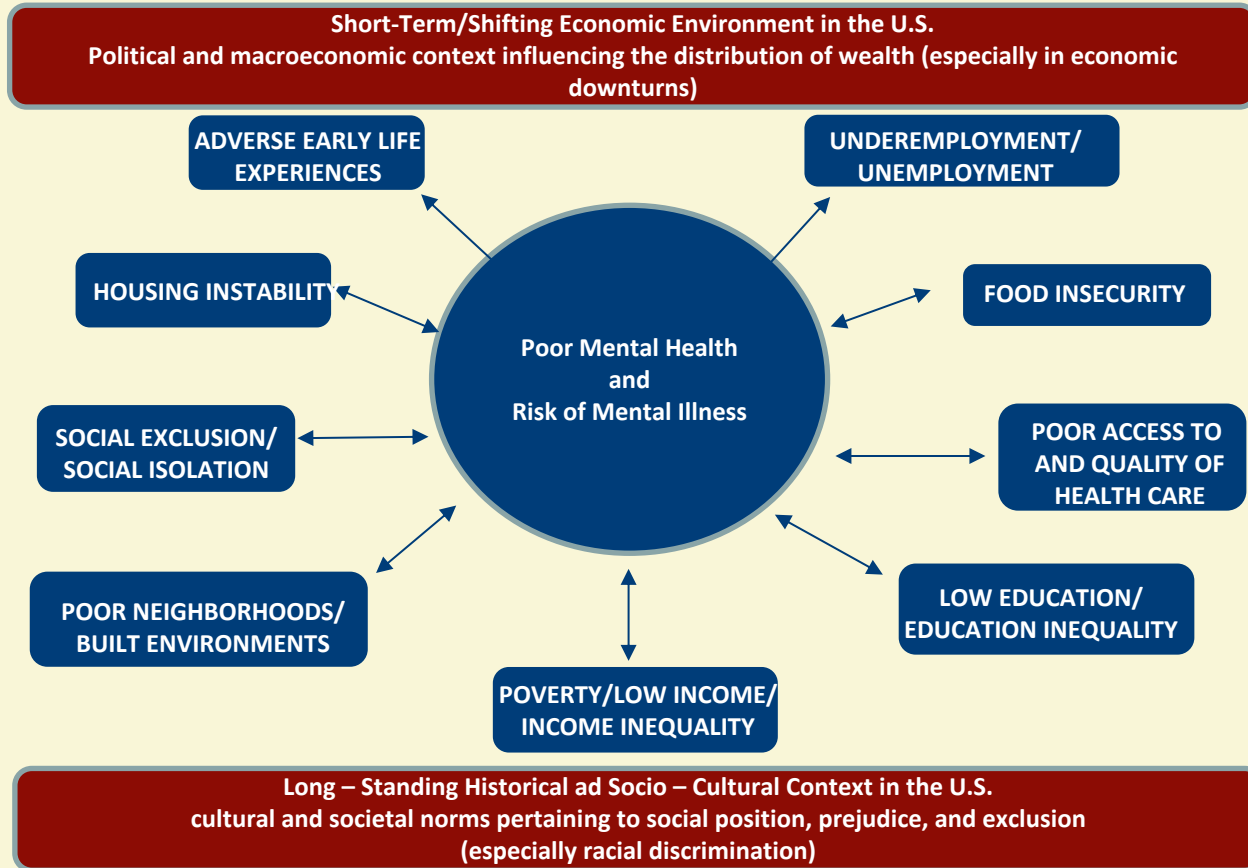 Short-Term/Shifting Economic Environment in the U.S.
Political and macroeconomic context influencing the distribution of wealth (especially in economic
downturns)
ADVERSE EARLY LIFE
EXPERIENCES
UNDEREMPLOYMENT/
UNEMPLOYMENT
HOUSING INSTABILITY
FOOD INSECURITY
Poor Mental Health
and
Risk of Mental Illness
SOCIAL EXCLUSION/
SOCIAL ISOLATION
POOR ACCESS TO
AND QUALITY OF
HEALTH CARE
POOR NEIGHBORHOODS/
BUILT ENVIRONMENTS
LOW EDUCATION/
EDUCATION INEQUALITY
POVERTY/LOW INCOME/
INCOME INEQUALITY
Long – Standing Historical ad Socio – Cultural Context in the U.S.
cultural and societal norms pertaining to social position, prejudice, and exclusion
(especially racial discrimination)